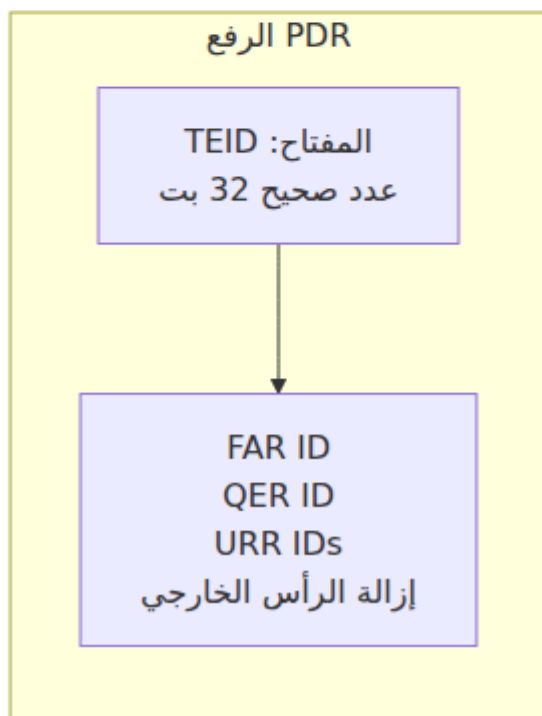 PDR الرفع
المفتاح: TEID
عدد صحيح 32 بت
FAR ID
QER ID
URR IDs
إزالة الرأس الخارجي